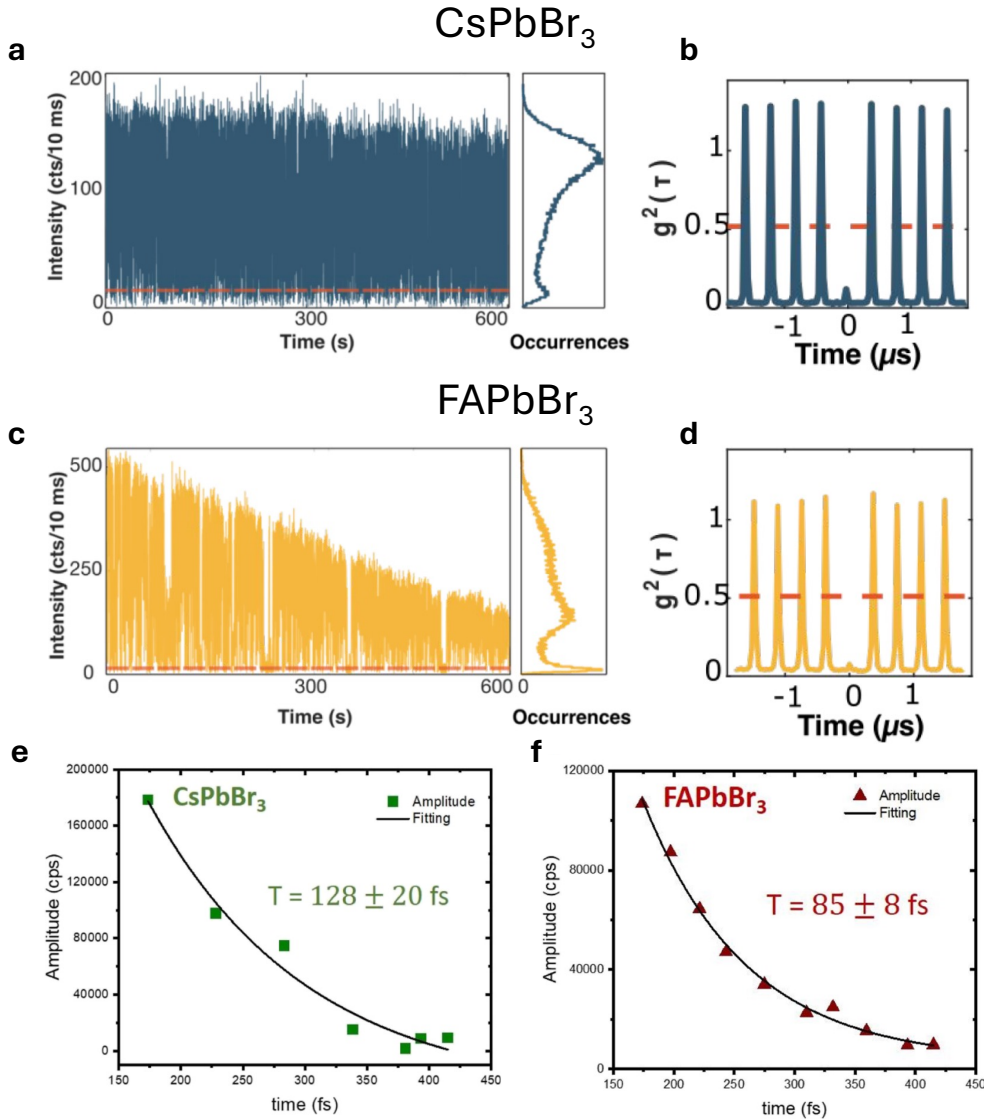 CsPbBr₃
a
Intensity (cts/10 ms)
200
100
0
0
300
600
Time (s)
Occurrences
b
g² (τ)
1
0.5
0
-1
0
1
Time (μs)
FAPbBr₃
c
Intensity (cts/10 ms)
500
250
0
0
300
600
Time (s)
0
Occurrences
d
g² (τ)
1
0.5
0
-1
0
1
Time (μs)
e
Amplitude (cps)
200000
160000
120000
80000
40000
0
CsPbBr₃
Amplitude
Fitting
T = 128 ± 20 fs
150
200
250
300
350
400
450
time (fs)
f
Amplitude (cps)
120000
80000
40000
0
FAPbBr₃
Amplitude
Fitting
T = 85 ± 8 fs
150
200
250
300
350
400
450
time (fs)